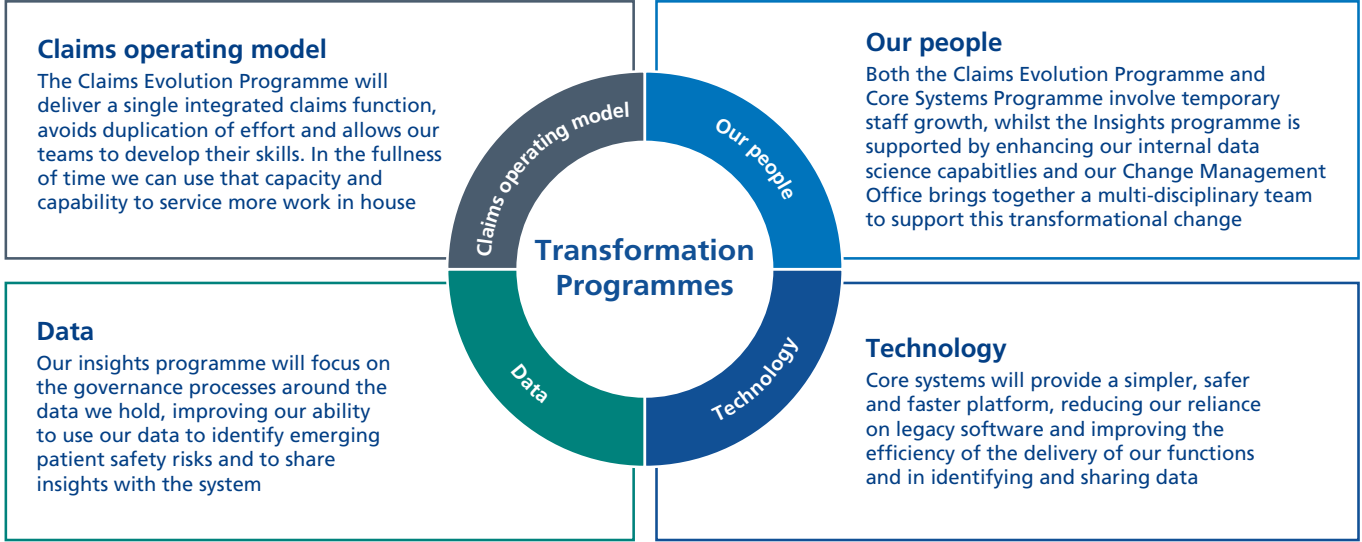 Claims operating model
The Claims Evolution Programme will
deliver a single integrated claims function,
avoids duplication of effort and allows our
teams to develop their skills. In the fullness
of time we can use that capacity and
capability to service more work in house
Our people
Both the Claims Evolution Programme and
Core Systems Programme involve temporary
staff growth, whilst the Insights programme is
supported by enhancing our internal data
science capabitlies and our Change Management
Office brings together a multi-disciplinary team
to support this transformational change
Claims operating model
Our people
Transformation
Programmes
Data
Technology
Data
Our insights programme will focus on
the governance processes around the
data we hold, improving our ability
to use our data to identify emerging
patient safety risks and to share
insights with the system
Technology
Core systems will provide a simpler, safer
and faster platform, reducing our reliance
on legacy software and improving the
efficiency of the delivery of our functions
and in identifying and sharing data